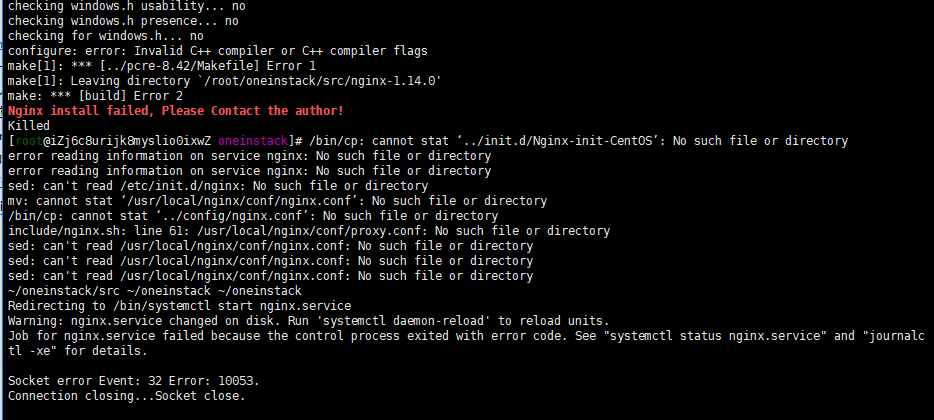 checking windows.h usability... no
checking windows.h presence... no
checking for windows.h... no
configure: error: Invalid C++ compiler or C++ compiler flags
make[1]: *** [../pcre-8.42/Makefile] Error 1
make[1]: Leaving directory `/root/oneinstack/src/nginx-1.14.0'
make: *** [build] Error 2
Nginx install failed, Please Contact the author!
Killed
[root@iZj6c8urijk8myslio0ixwZ oneinstack]# /bin/cp: cannot stat ‘../init.d/Nginx-init-CentOS’: No such file or directory
error reading information on service nginx: No such file or directory
error reading information on service nginx: No such file or directory
sed: can't read /etc/init.d/nginx: No such file or directory
mv: cannot stat ‘/usr/local/nginx/conf/nginx.conf’: No such file or directory
/bin/cp: cannot stat ‘../config/nginx.conf’: No such file or directory
include/nginx.sh: line 61: /usr/local/nginx/conf/proxy.conf: No such file or directory
sed: can't read /usr/local/nginx/conf/nginx.conf: No such file or directory
sed: can't read /usr/local/nginx/conf/nginx.conf: No such file or directory
sed: can't read /usr/local/nginx/conf/nginx.conf: No such file or directory
~/oneinstack/src ~/oneinstack ~/oneinstack
Redirecting to /bin/systemctl start nginx.service
Warning: nginx.service changed on disk. Run 'systemctl daemon-reload' to reload units.
Job for nginx.service failed because the control process exited with error code. See "systemctl status nginx.service" and "journalc
tl -xe" for details.
Socket error Event: 32 Error: 10053.
Connection closing...Socket close.